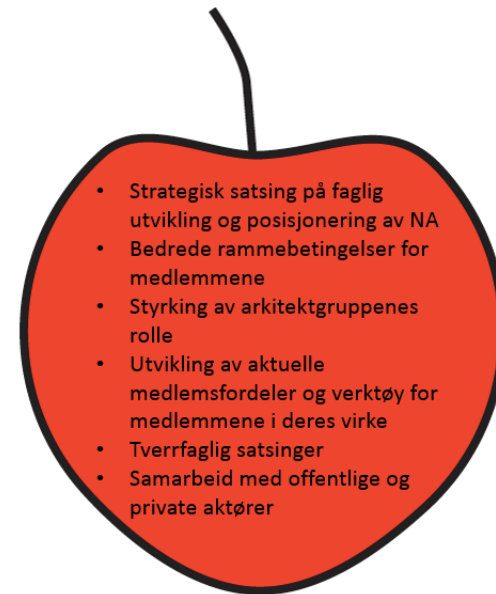 • Strategisk satsing på faglig
utvikling og posisjonering av NA
• Bedrede rammebetingelser for
medlemmene
• Styrking av arkitektgruppenes
rolle
• Utvikling av aktuelle
medlemsfordeler og verktøy for
medlemmene i deres virke
• Tverrfaglig satsinger
• Samarbeid med offentlige og
private aktører